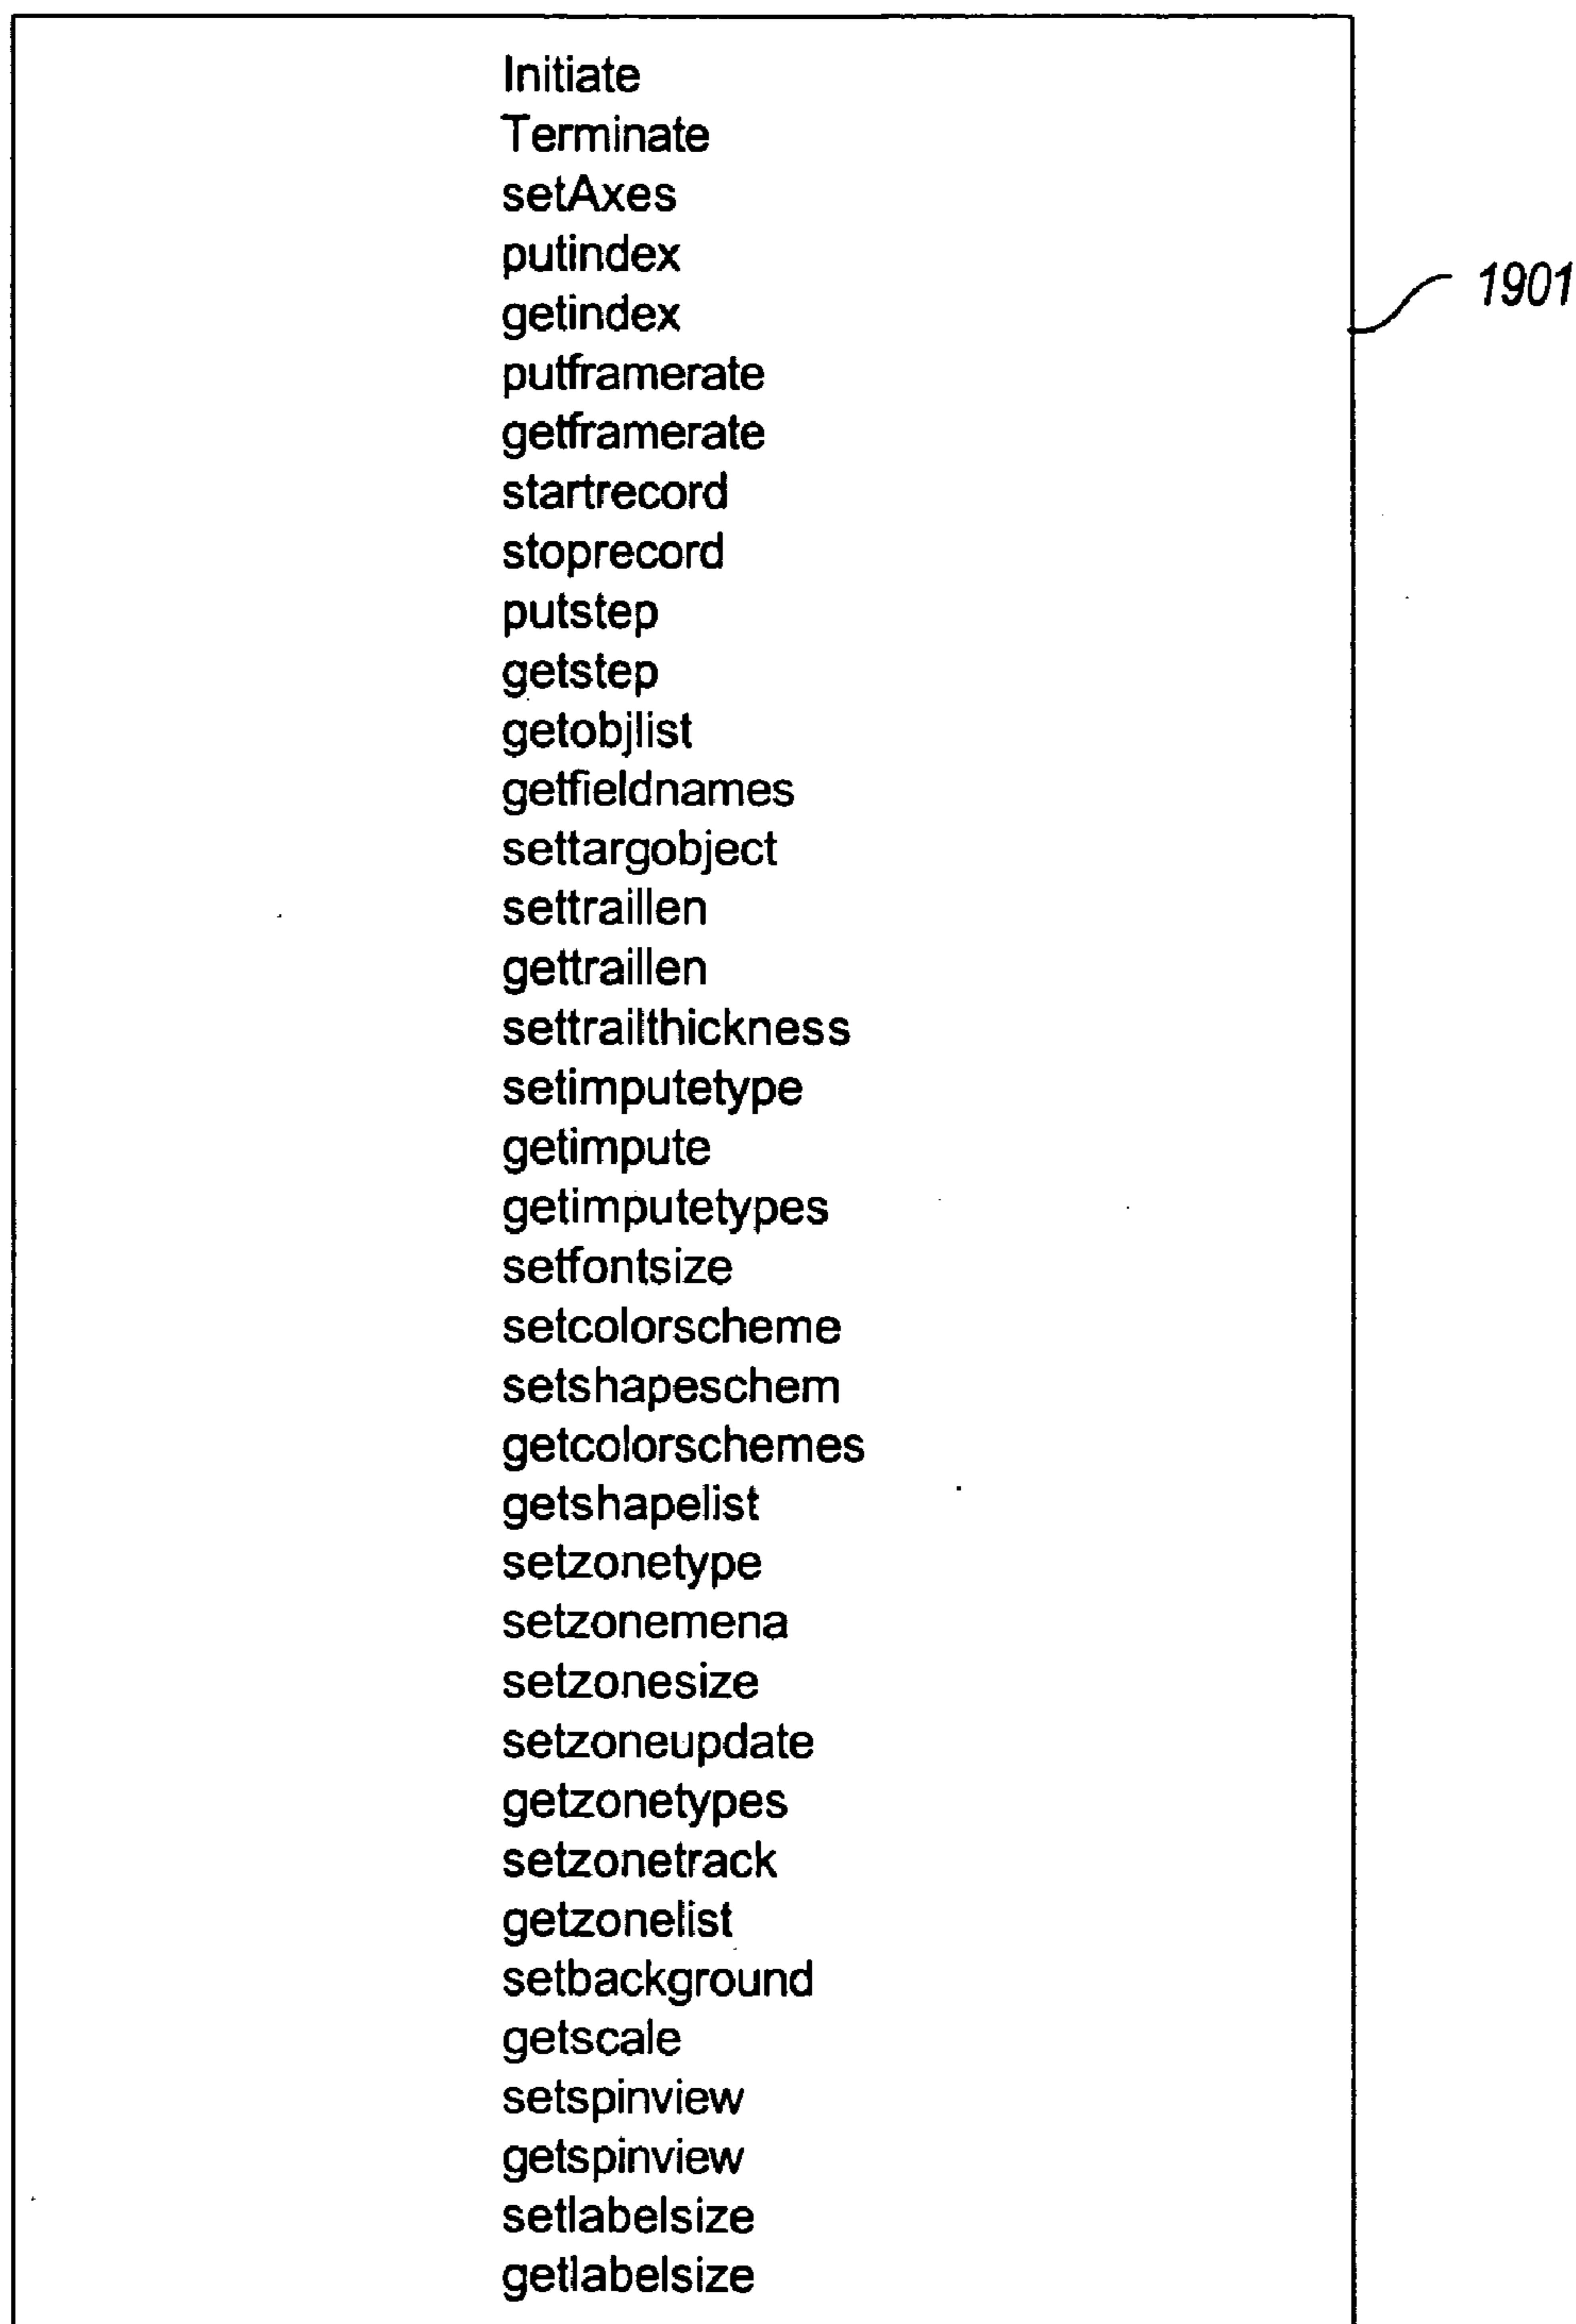 Initiate
Terminate
setAxes
putindex
getindex
1901
putframerate
getframerate
startrecord
stoprecord
putstep
getstep
getobjlist
getfieldnames
settargobject
settraillen
gettraillen
settrailthickness
setimputetype
getimpute
getimputetypes
setfontsize
setcolorscheme
setshapeschem
getcolorschemes
getshapelist
setzonetype
setzonemena
setzonesize
setzoneupdate
getzonetypes
setzonetrack
getzonelist
setbackground
getscale
setspinview
getspinview
setlabelsize
getlabelsize